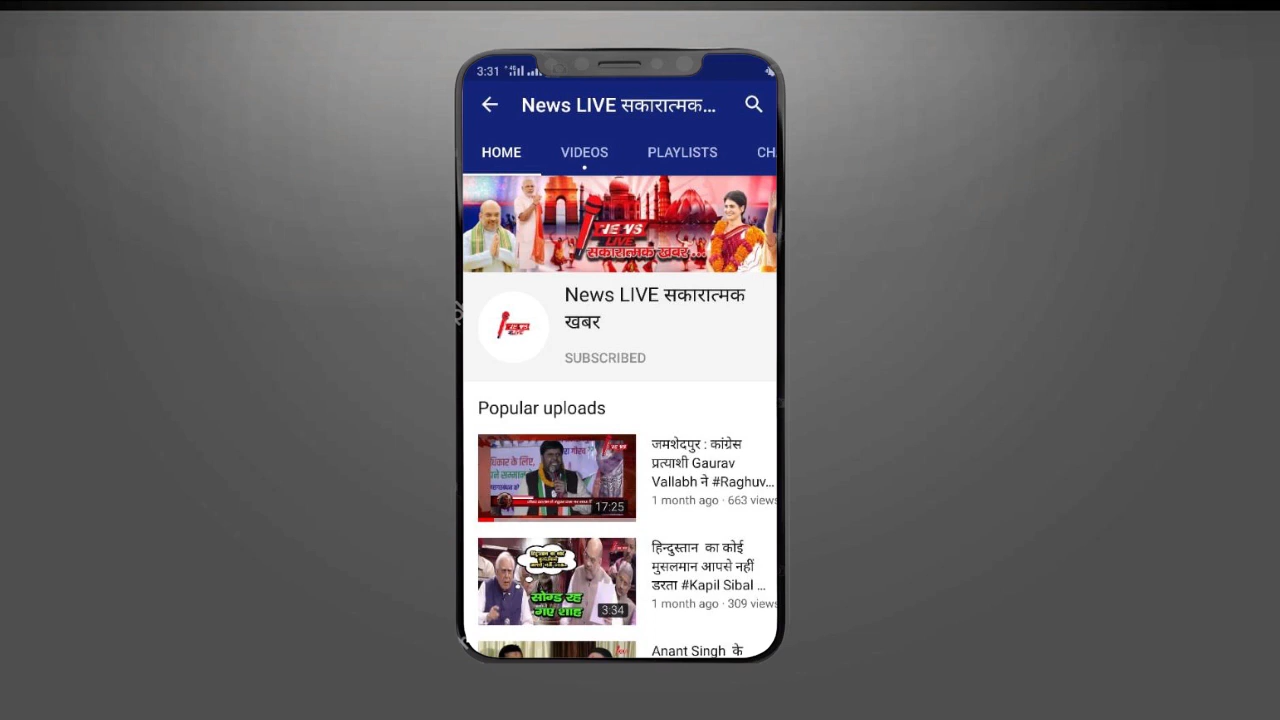 3:31
News LIVE सकारात्मक...
HOME VIDEOS PLAYLISTS CH
NEWS
LIVE
सकारात्मक खबर ...
News LIVE सकारात्मक
खबर
SUBSCRIBED
Popular uploads
17:25
जमशेदपुर : कांग्रेस
प्रत्याशी Gaurav
Vallabh ने #Raghuv...
1 month ago · 663 views
सोचते रह
गए शाह
3:34
हिन्दुस्तान का कोई
मुसलमान आपसे नहीं
डरता #Kapil Sibal ...
1 month ago · 309 views
Anant Singh के